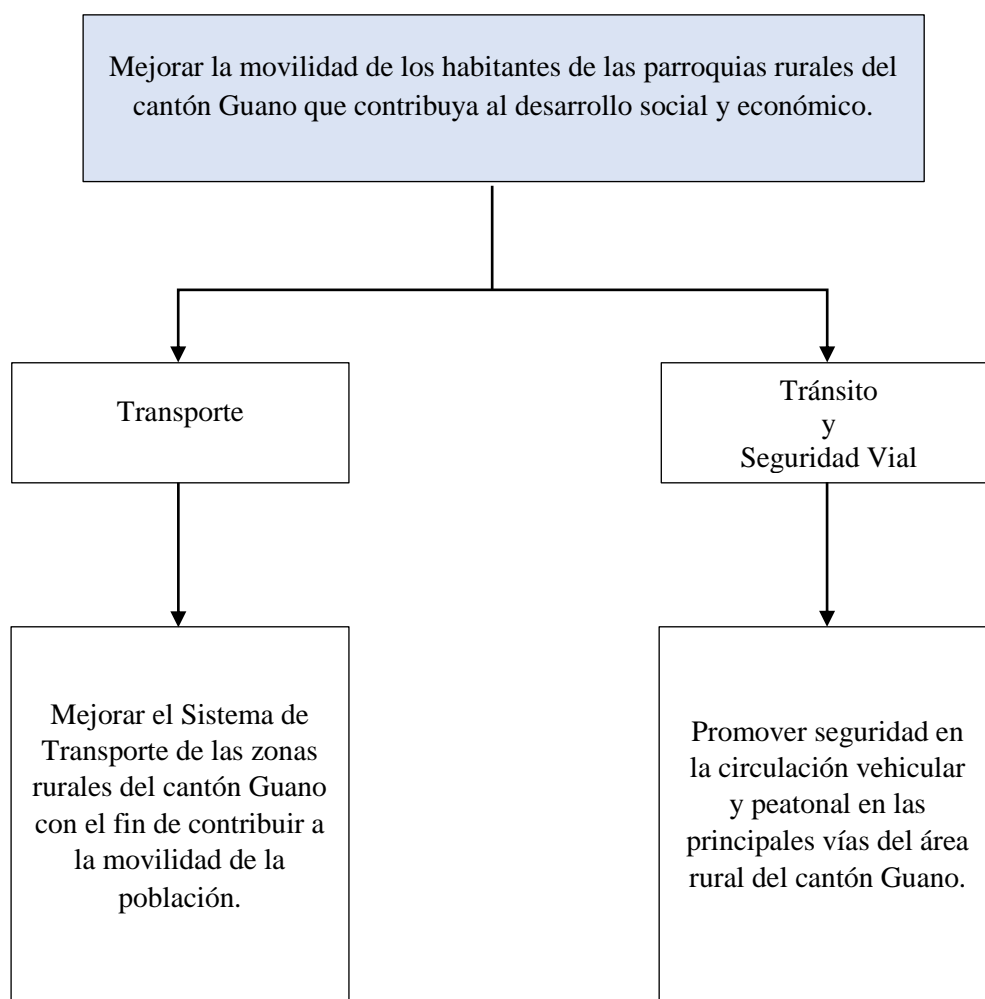 Mejorar la movilidad de los habitantes de las parroquias rurales del
cantón Guano que contribuya al desarrollo social y económico.
Transporte
Tránsito
y
Seguridad Vial
Mejorar el Sistema de
Transporte de las zonas
rurales del cantón Guano
con el fin de contribuir a
la movilidad de la
población.
Promover seguridad en
la circulación vehicular
y peatonal en las
principales vías del área
rural del cantón Guano.